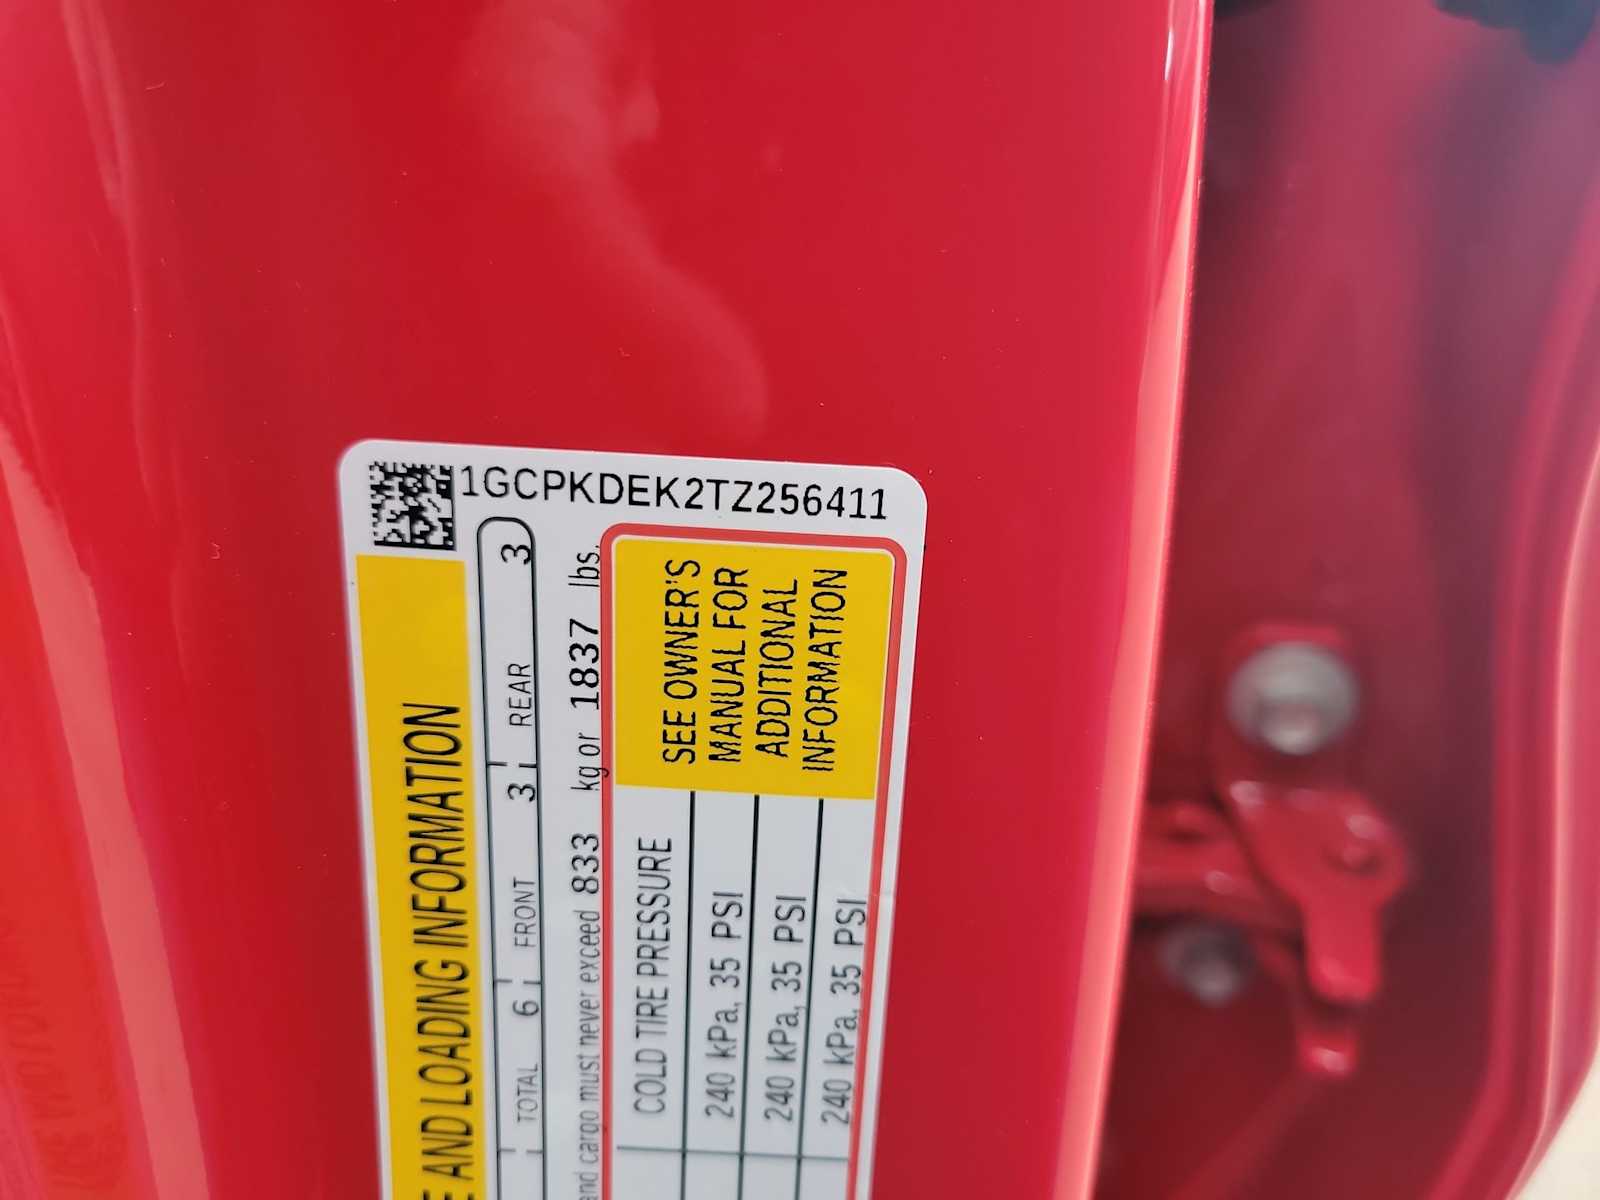 1GCPKDEK2TZ256411
AND LOADING INFORMATION
TOTAL 6 FRONT 3 REAR 3
and cargo must never exceed 833 kg or 1837 lbs.
COLD TIRE PRESSURE
240 kPa, 35 PSI
240 kPa, 35 PSI
240 kPa, 35 PSI
SEE OWNER'S
MANUAL FOR
ADDITIONAL
INFORMATION